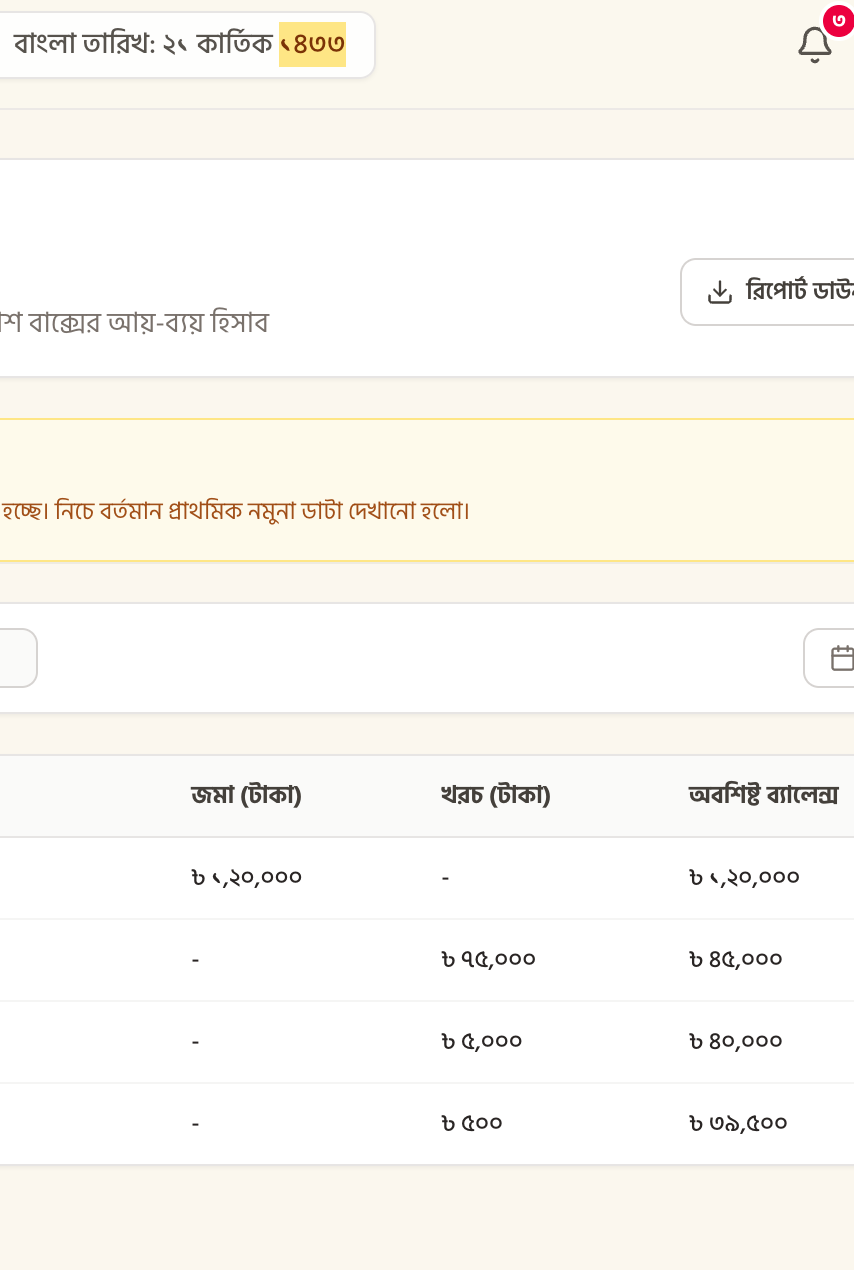 বাংলা তারিখ: ২১ কার্তিক ১৪৩৩
৩
রিপোর্ট
বাক্সের আয়-ব্যয় হিসাব
হচ্ছে। নিচে বর্তমান প্রাথমিক নমুনা ডাটা দেখানো হলো।
জমা (টাকা) খরচ (টাকা) অবশিষ্ট ব্যালেন্স
৳ ১,২০,০০০ - ৳ ১,২০,০০০
- ৳ ৭৫,০০০ ৳ ৪৫,০০০
- ৳ ৫,০০০ ৳ ৪০,০০০
- ৳ ৫০০ ৳ ৩৯,৫০০